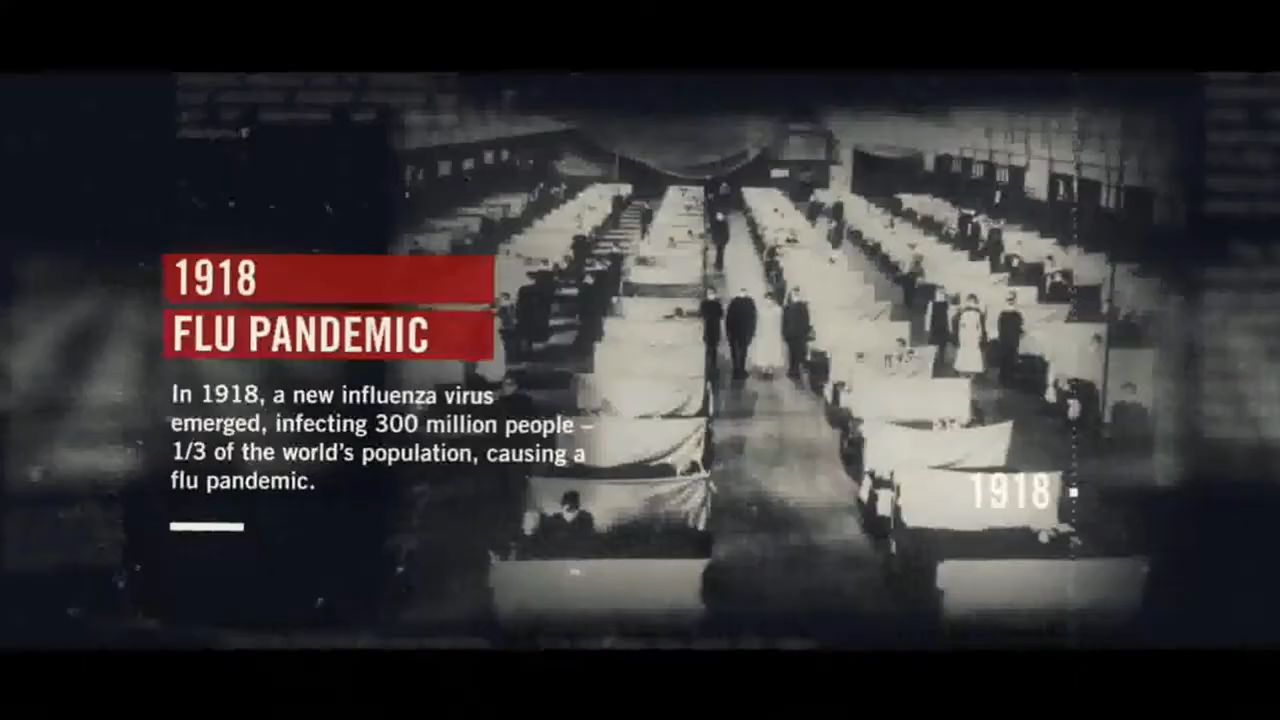 1918
FLU PANDEMIC
In 1918, a new influenza virus
emerged, infecting 300 million people –
1/3 of the world's population, causing a
flu pandemic.
1918